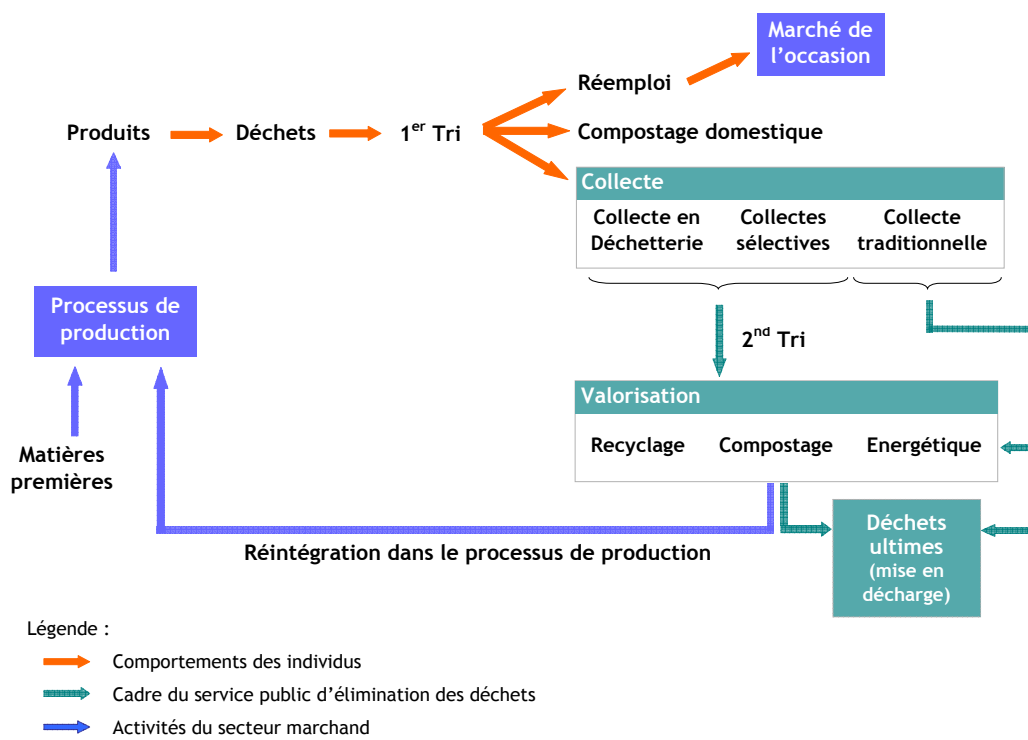 Marché de
l'occasion
Réemploi
Produits
Déchets
1er Tri
Compostage domestique
Collecte
Collecte en
Déchetterie
Collectes
sélectives
Collecte
traditionnelle
Processus de
production
2nd Tri
Valorisation
Recyclage
Compostage
Energétique
Matières
premières
Déchets
ultimes
(mise en
décharge)
Réintégration dans le processus de production
Légende :
Comportements des individus
Cadre du service public d'élimination des déchets
Activités du secteur marchand